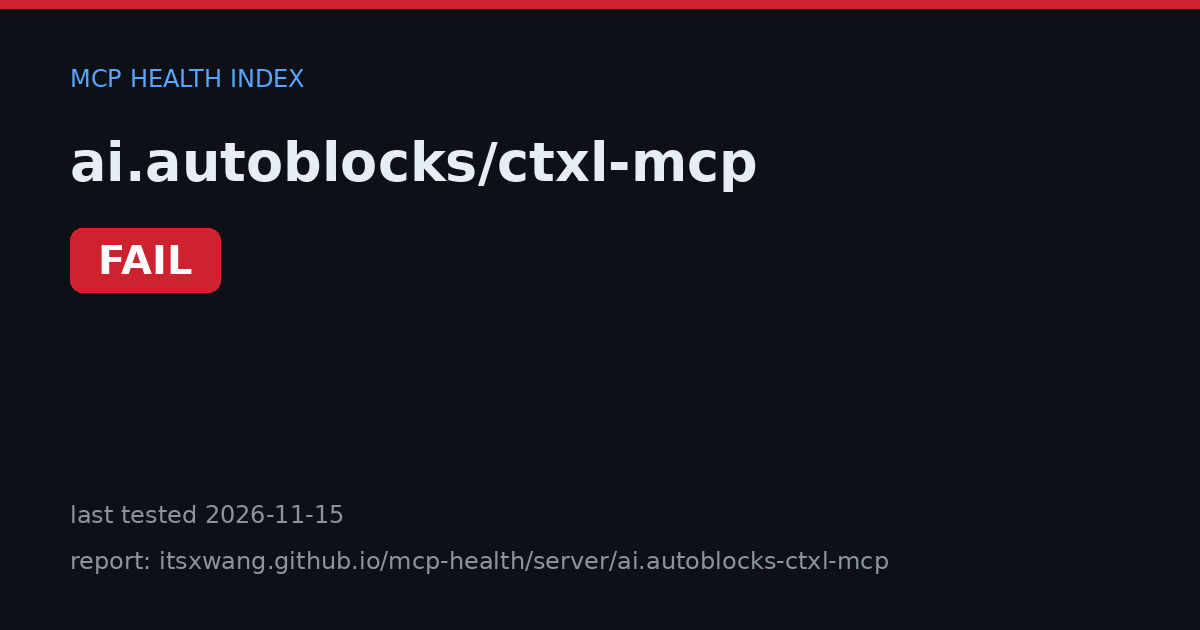 MCP HEALTH INDEX
ai.autoblocks/ctxl-mcp
FAIL
last tested 2026-11-15
report: itsxwang.github.io/mcp-health/server/ai.autoblocks-ctxl-mcp